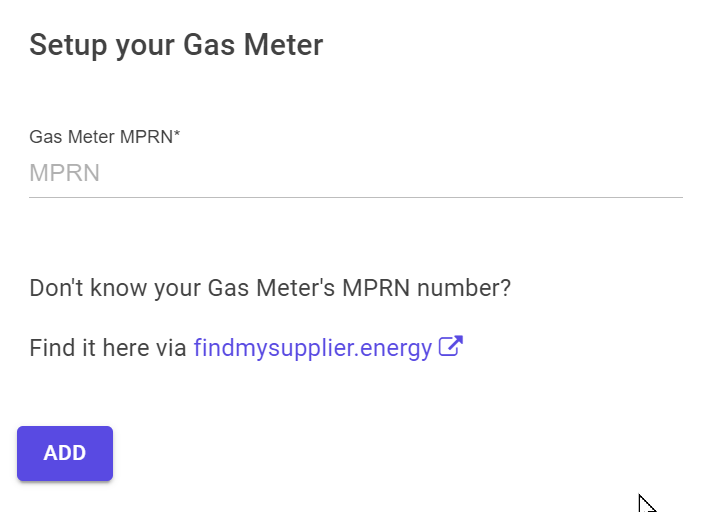 Setup your Gas Meter
Gas Meter MPRN*
MPRN
Don't know your Gas Meter's MPRN number?
Find it here via findmysupplier.energy
ADD